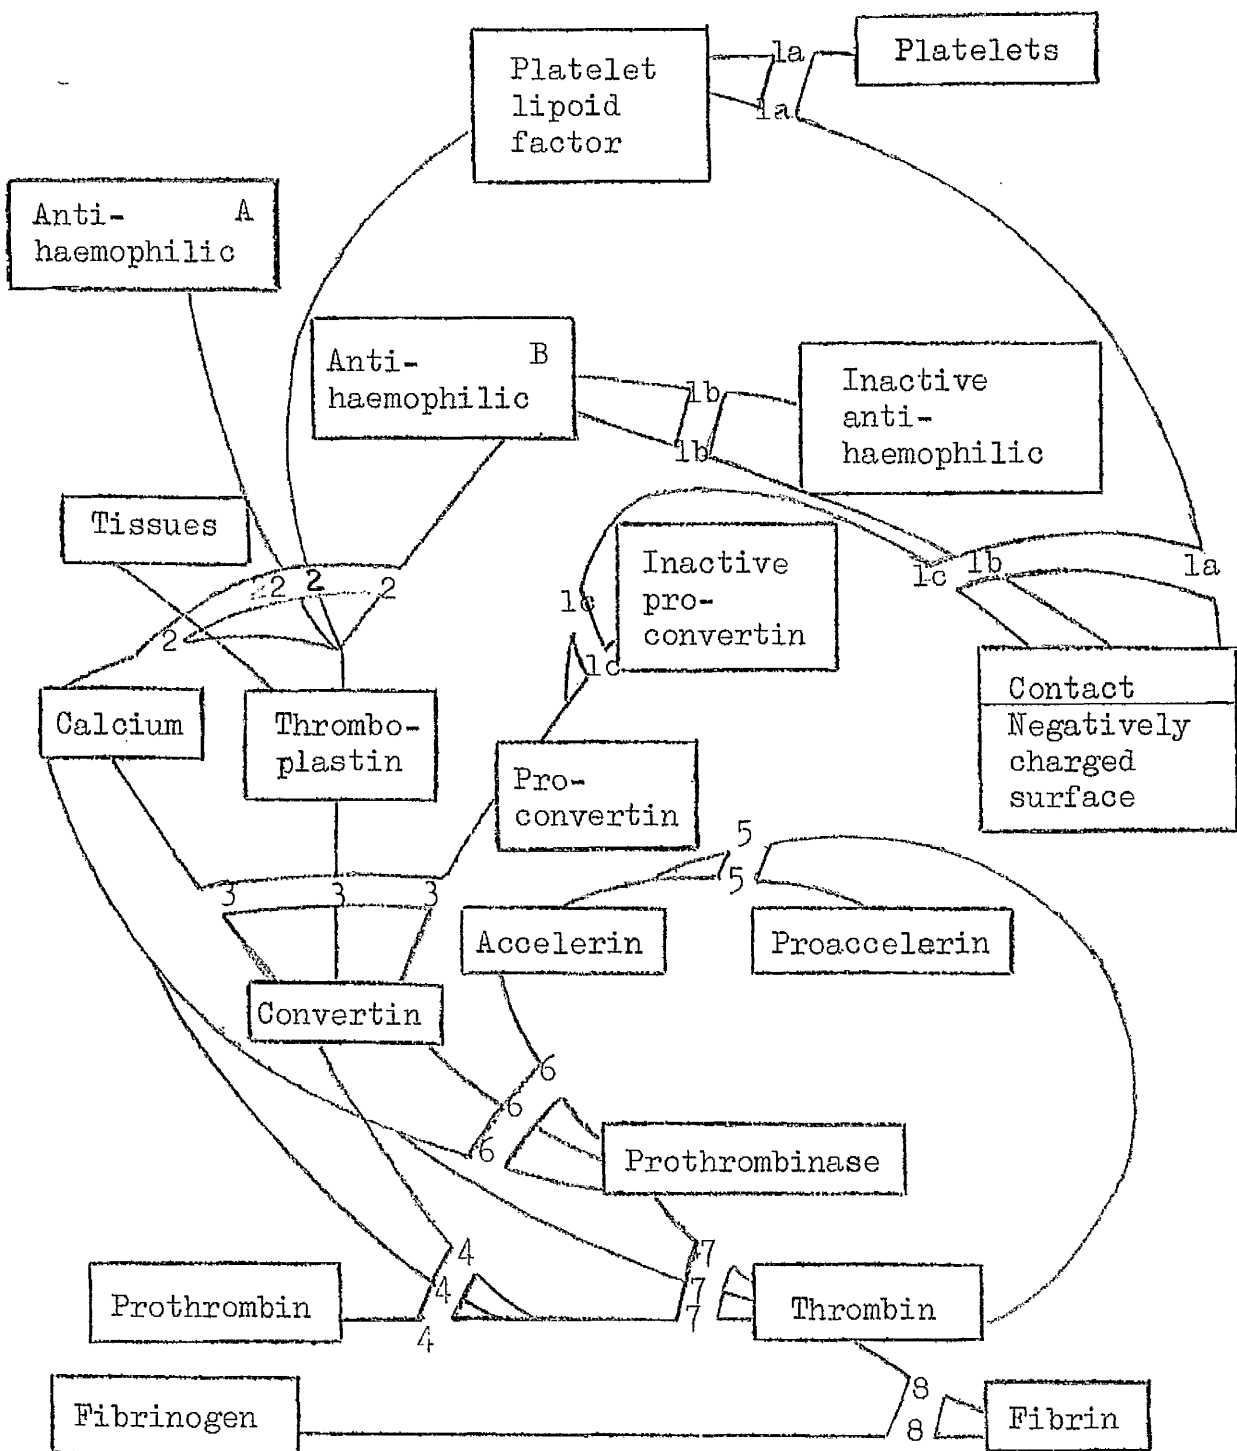 1a
Platelets
Platelet
lipoid
factor
1a
Anti- A
haemophilic
Anti- B
haemophilic
1b
Inactive
anti-
haemophilic
1b
Tissues
2 2 2 2
Inactive
pro-
convertin
1c 1b 1a
1c
2
1c
Contact
Negatively
charged
surface
Calcium
Thrombo-
plastin
Pro-
convertin
5
5
3 3 3
Accelerin
Proaccelerin
Convertin
6
6
6
Prothrombinase
4
7
4
7
Prothrombin
7
Thrombin
4
8
Fibrinogen
8
Fibrin